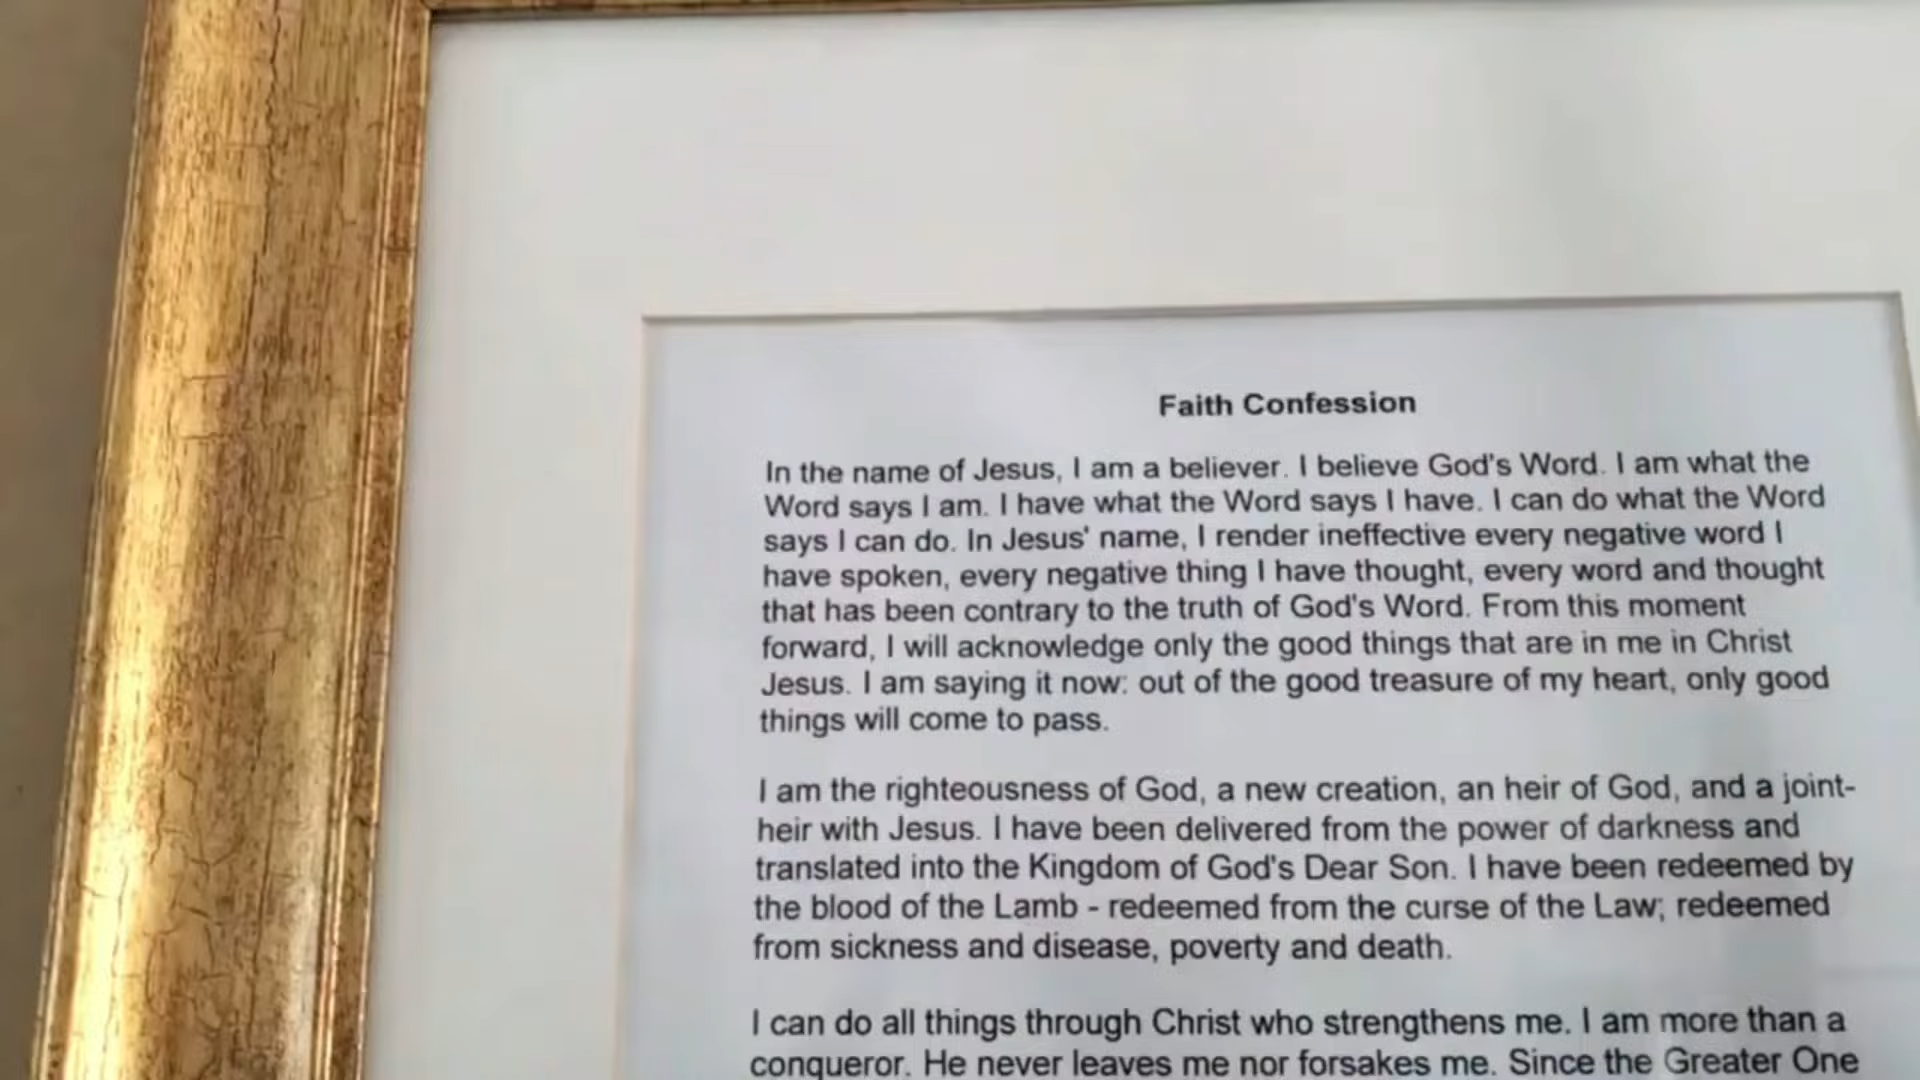 Faith Confession
In the name of Jesus, I am a believer. I believe God's Word. I am what the
Word says I am. I have what the Word says I have. I can do what the Word
says I can do. In Jesus' name, I render ineffective every negative word I
have spoken, every negative thing I have thought, every word and thought
that has been contrary to the truth of God's Word. From this moment
forward, I will acknowledge only the good things that are in me in Christ
Jesus. I am saying it now: out of the good treasure of my heart, only good
things will come to pass.
I am the righteousness of God, a new creation, an heir of God, and a joint-
heir with Jesus. I have been delivered from the power of darkness and
translated into the Kingdom of God's Dear Son. I have been redeemed by
the blood of the Lamb - redeemed from the curse of the Law; redeemed
from sickness and disease, poverty and death.
I can do all things through Christ who strengthens me. I am more than a
conqueror. He never leaves me nor forsakes me. Since the Greater One